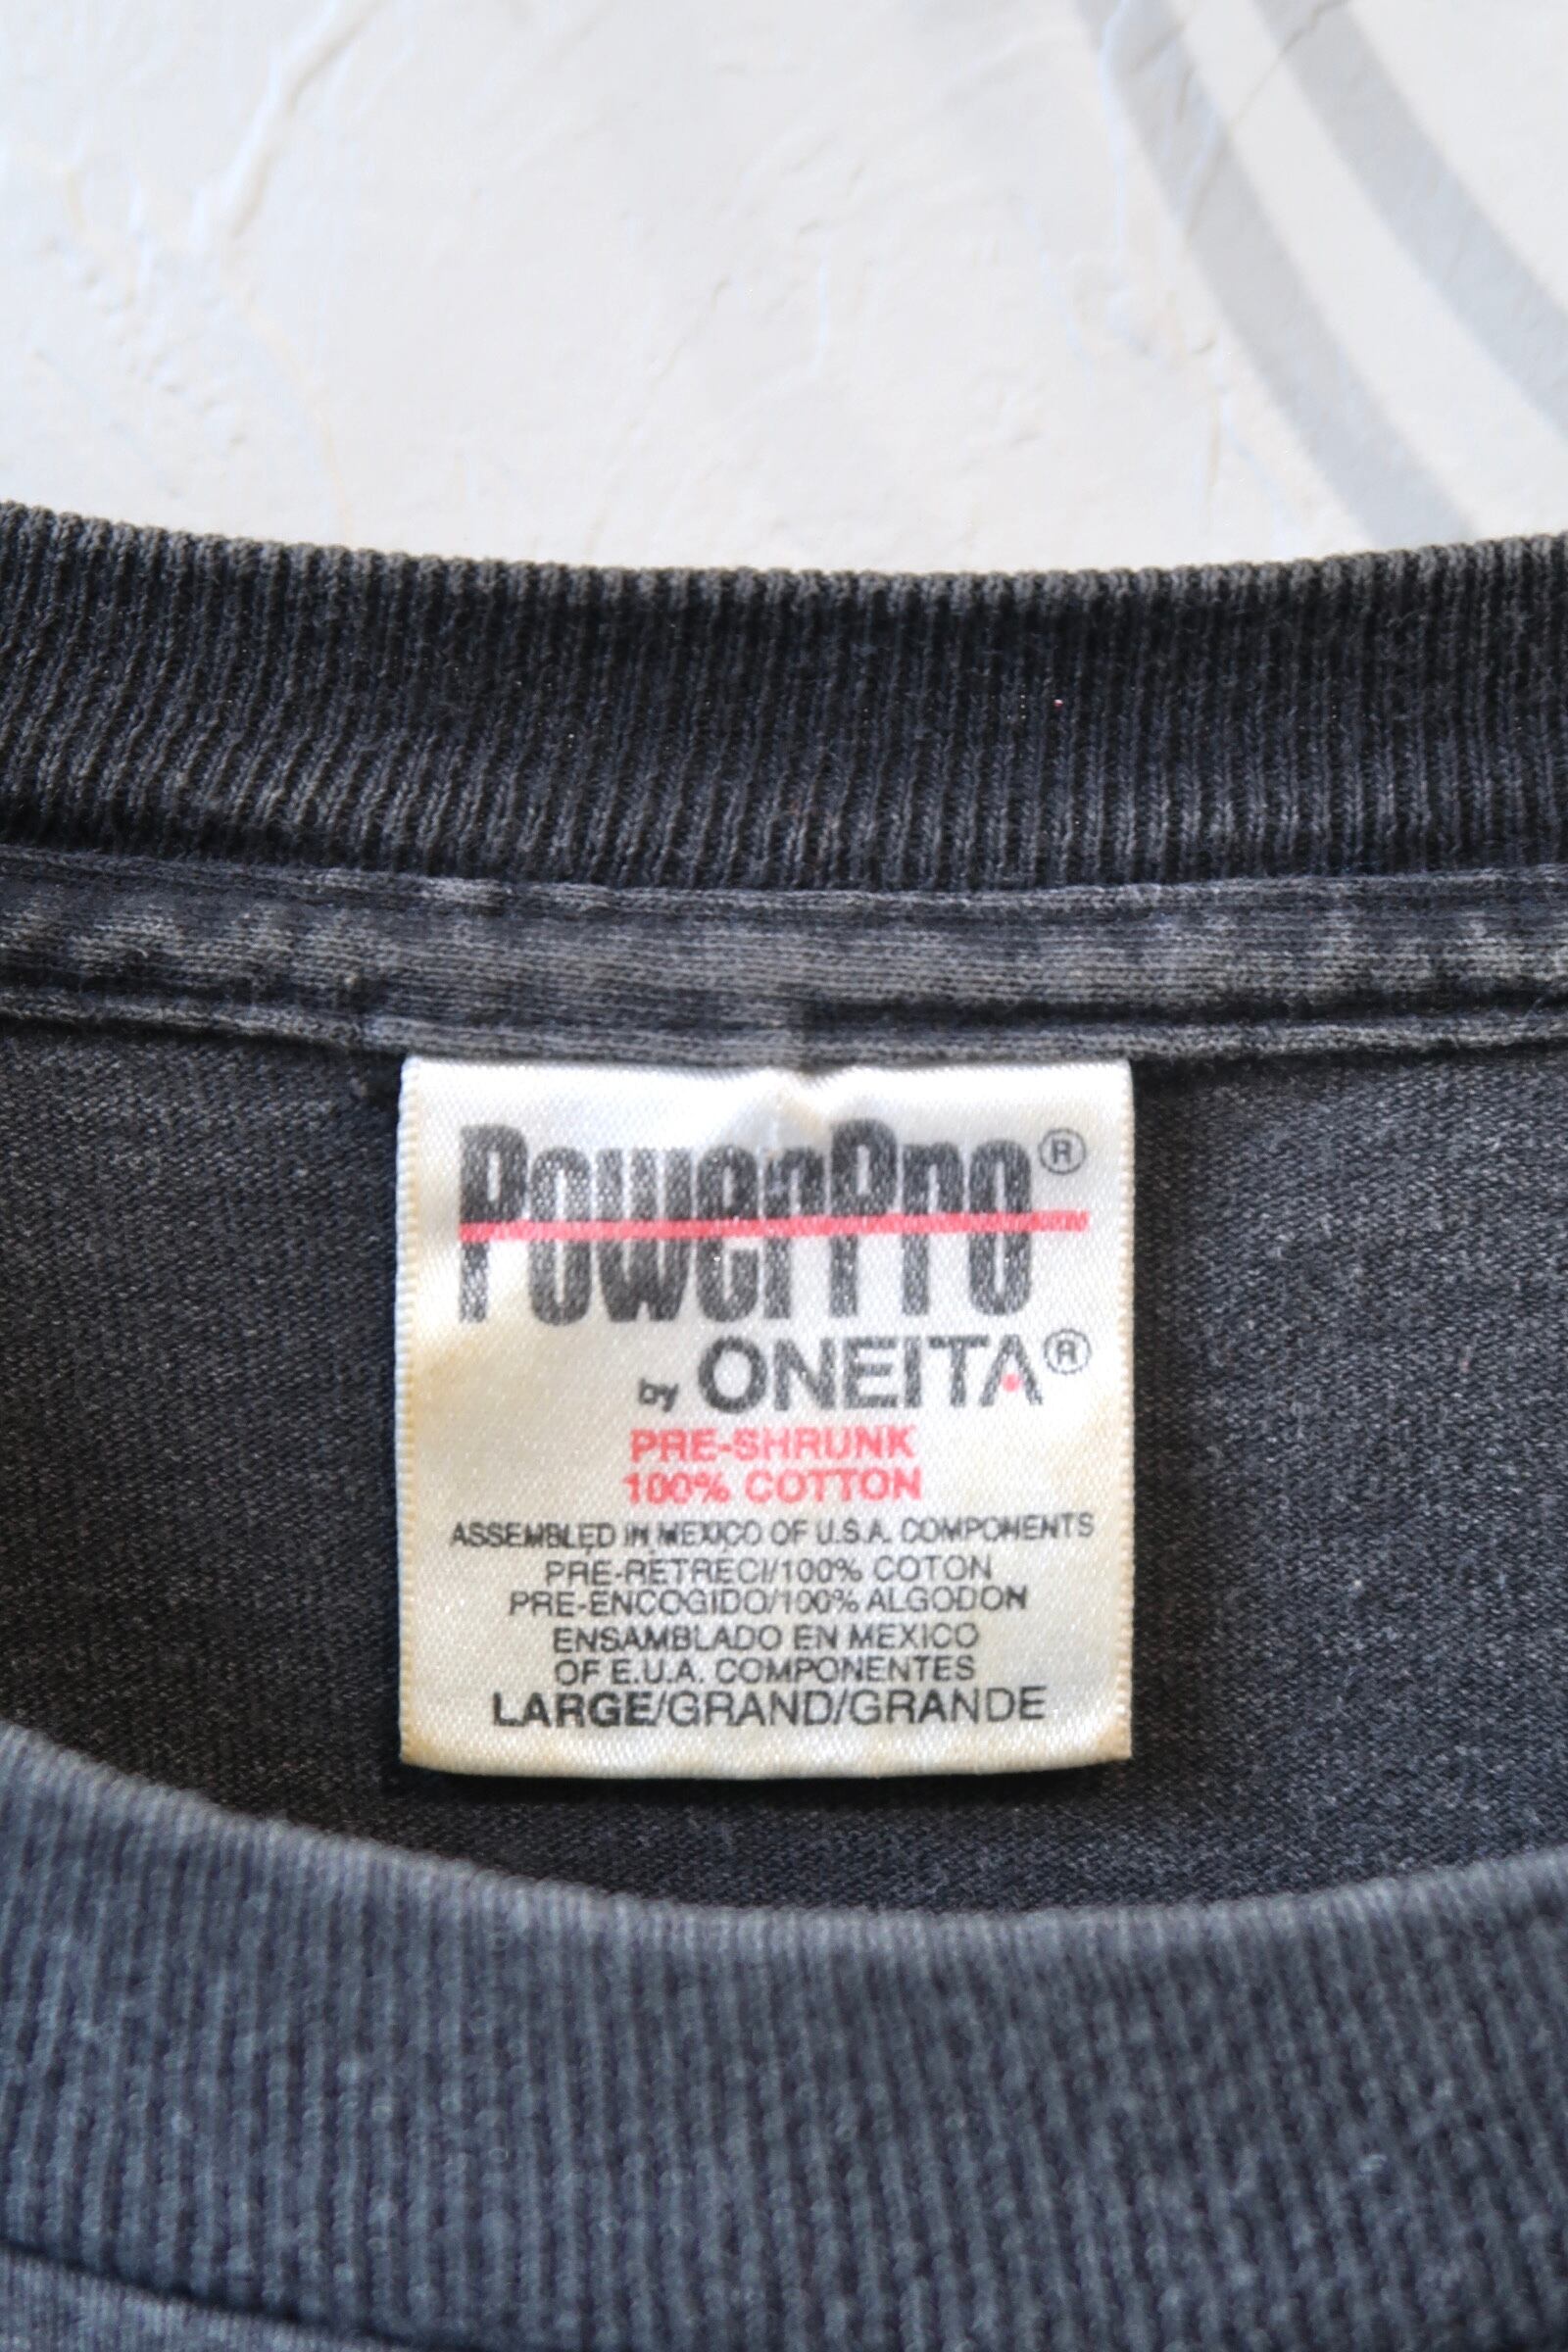 PowerPro®
by ONEITA®
PRE-SHRUNK
100% COTTON
ASSEMBLED IN MEXICO OF U.S.A. COMPONENTS
PRE-RETRECI/100% COTON
PRE-ENCOGIDO/100% ALGODON
ENSAMBLADO EN MEXICO
OF E.U.A. COMPONENTES
LARGE/GRAND/GRANDE